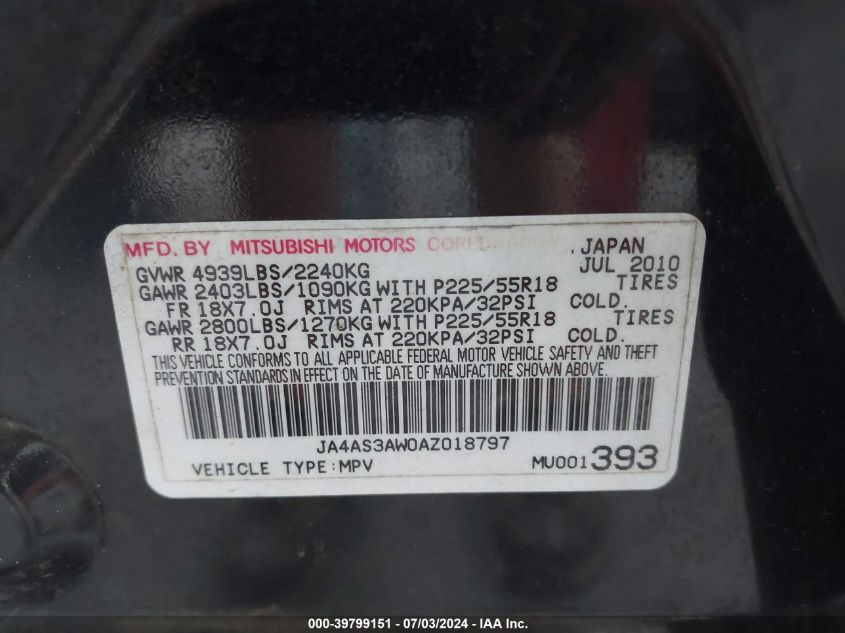 MFD. BY MITSUBISHI MOTORS CORPORATION, JAPAN
GVWR 4939LBS/2240KG JUL 2010
GAWR 2403LBS/1090KG WITH P225/55R18 TIRES
FR 18X7.0J RIMS AT 220KPA/32PSI COLD.
GAWR 2800LBS/1270KG WITH P225/55R18 TIRES
RR 18X7.0J RIMS AT 220KPA/32PSI COLD.
THIS VEHICLE CONFORMS TO ALL APPLICABLE FEDERAL MOTOR VEHICLE SAFETY AND THEFT
PREVENTION STANDARDS IN EFFECT ON THE DATE OF MANUFACTURE SHOWN ABOVE.
JA4AS3AW0AZ018797
VEHICLE TYPE:MPV MU001393
000-39799151 - 07/03/2024 - IAA Inc.